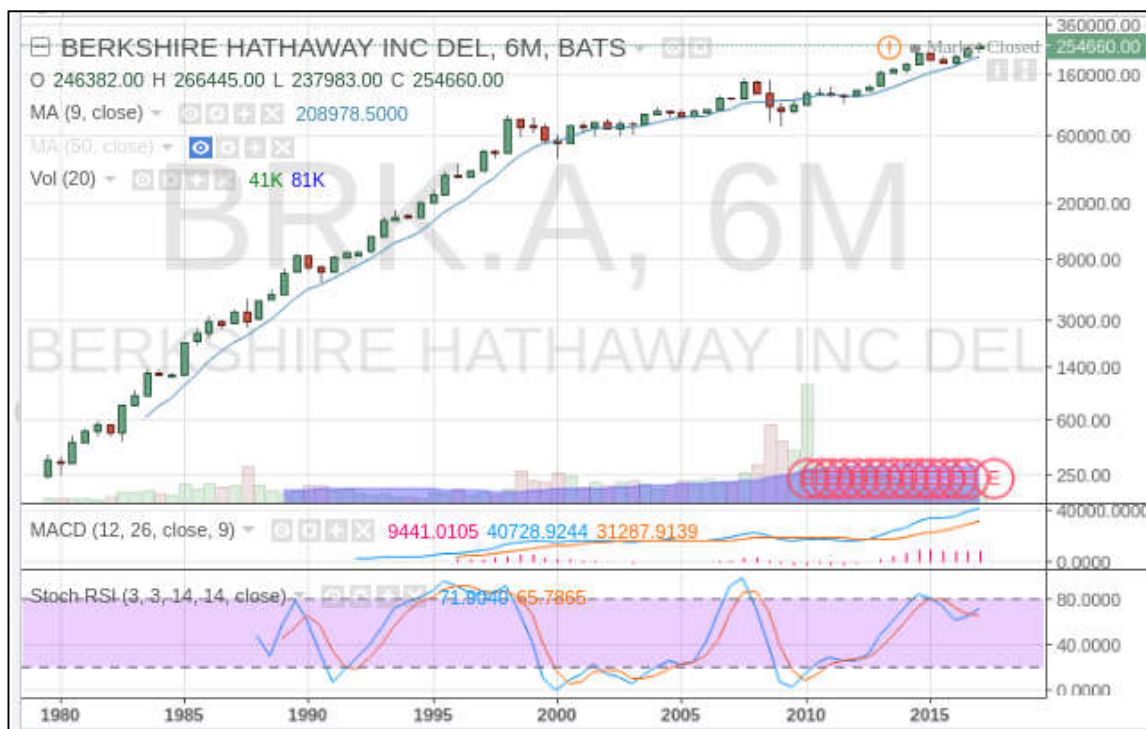 BERKSHIRE HATHAWAY INC DEL, 6M, BATS
Market Closed
O 246382.00 H 266445.00 L 237983.00 C 254660.00
MA (9, close) 208978.5000
MA (50, close)
Vol (20) 41K 81K
BRK.A, 6M
BERKSHIRE HATHAWAY INC DEL
360000.00
254660.00
160000.00
60000.00
20000.00
8000.00
3000.00
1400.00
600.00
250.00
E
MACD (12, 26, close, 9) 9441.0105 40728.9244 31287.9139
40000.0000
0.0000
Stoch RSI (3, 3, 14, 14, close) 65.7865
80.0000
40.0000
0.0000
1980 1985 1990 1995 2000 2005 2010 2015